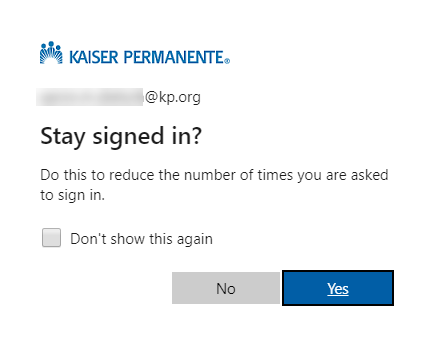 KAISER PERMANENTE®
@kp.org
Stay signed in?
Do this to reduce the number of times you are asked
to sign in.
Don't show this again
No
Yes